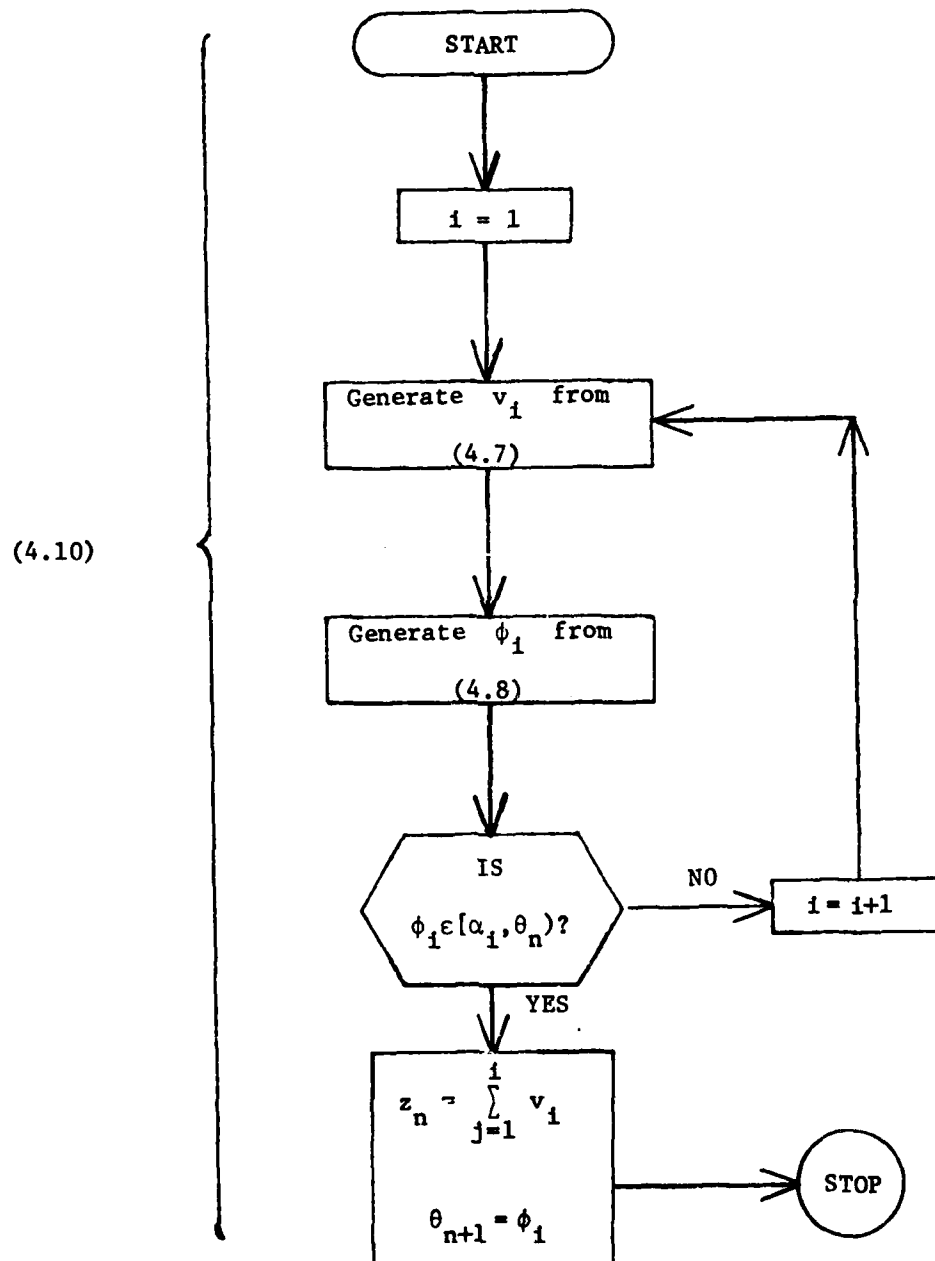 START
i = 1
Generate v_i from
(4.7)
(4.10)
Generate ϕ_i from
(4.8)
IS
ϕ_i ε [α_i, θ_n)?
NO
i = i+1
YES
z_n = \sum_{j=1}^{i} v_i
STOP
θ_{n+1} = ϕ_i